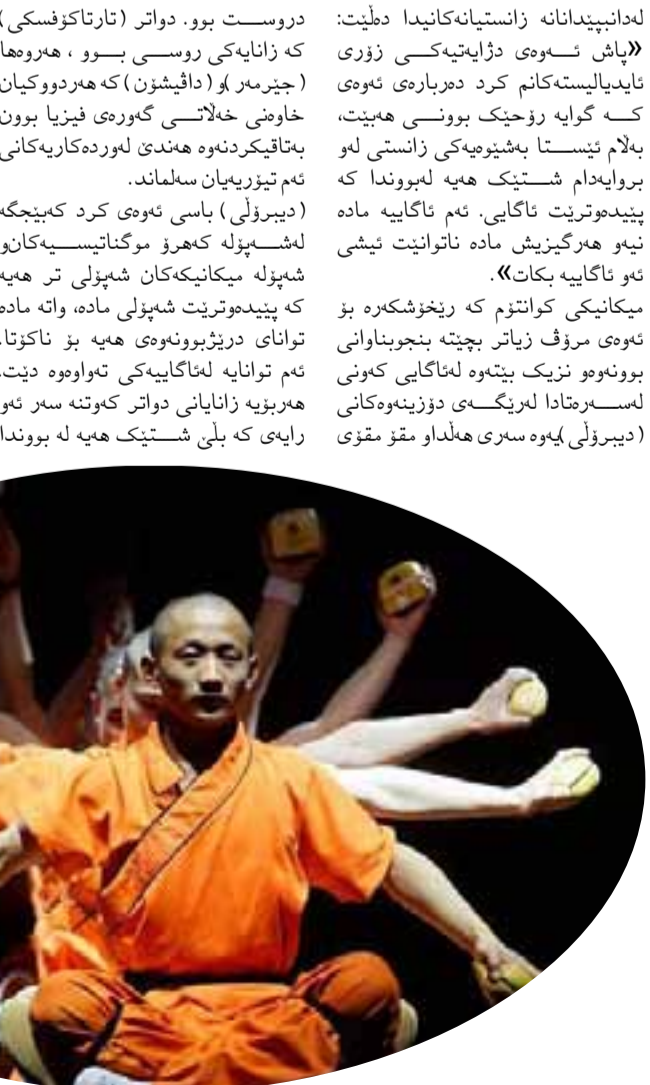 لەدانپێدانانە زانستیانەکانیدا دەڵێت:
«پاش ئەوەی دژایەتیەکی زۆری
ئایدیالیستەکانم کرد دەربارەی ئەوەی
کە گوایە رۆحێک بوونی هەبێت،
بەڵام ئێستا بەشێوەیەکی زانستی لەو
بروایەدام شتێک هەیە لەبووندا کە
پێیدەوترێت ئاگایی. ئەم ئاگاییە مادە
نیەو هەرگیزیش مادە ناتوانێت ئیشی
ئەو ئاگاییە بکات».
میکانیکی کوانتۆم کە رێخۆشکەرە بۆ
ئەوەی مرۆڤ زیاتر بچێتە بنجوبناوانی
بوونەوەو نزیک بێتەوە لەئاگایی کەونی
لەسەرەتادا لەرێگەی دۆزینەوەکانی
(دیبرۆڵی)یەوە سەری هەڵداو مقۆ مقۆی
دروست بوو. دواتر (تارتاکۆفسکی)
کە زانایەکی روسی بوو ، هەروەها
(جێرمەر)و(داڤیشۆن) کە هەردووکیان
خاوەنی خەڵاتی گەورەی فیزیا بوون
بەتاقیکردنەوە هەندێ لەوردەکاریەکانی
ئەم تیۆریەیان سەلماند.
(دیبرۆڵی) باسی ئەوەی کرد کەبێجگە
لەشەپۆلە کەهرۆ موگناتیسییەکانو
شەپۆلە میکانیکەکان شەپۆلی تر هەیە
کە پێیدەوترێت شەپۆلی مادە، واتە مادە
توانای درێژبوونەوەی هەیە بۆ ناکۆتا.
ئەم توانایە لەئاگاییەکی تەواوەوە دێت.
هەربۆیە زانایانی دواتر کەوتنە سەر ئەو
رایەی کە بڵێ شتێک هەیە لە بووندا